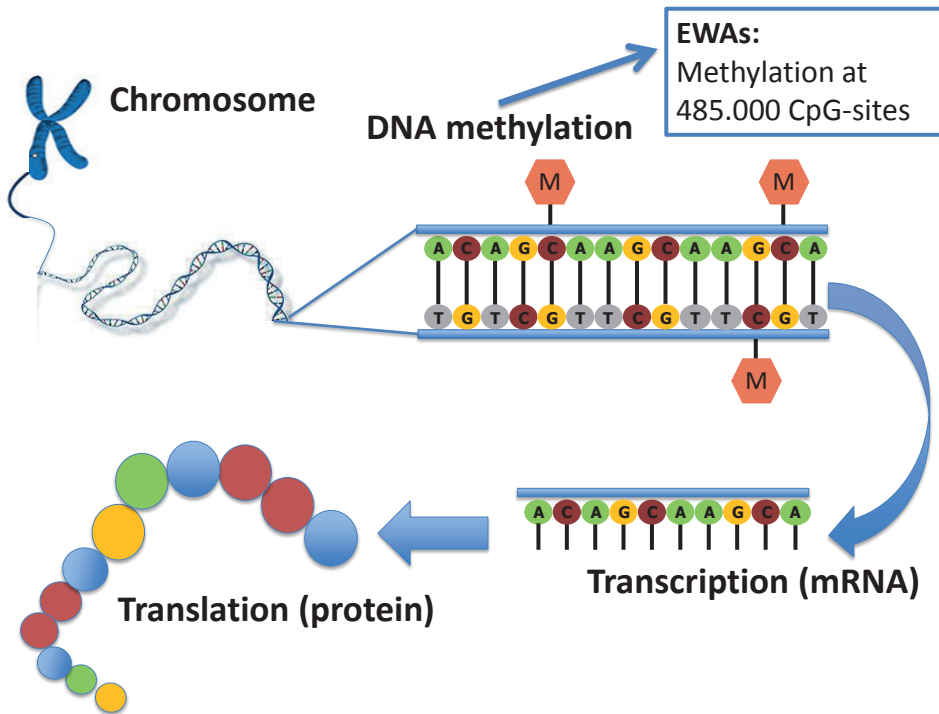 EWAs:
Methylation at
485.000 CpG-sites
Chromosome
DNA methylation
M M
A C A G C A A G C A A G C A
T G T C G T T C G T T C G T
M
A C A G C A A G C A
Transcription (mRNA)
Translation (protein)